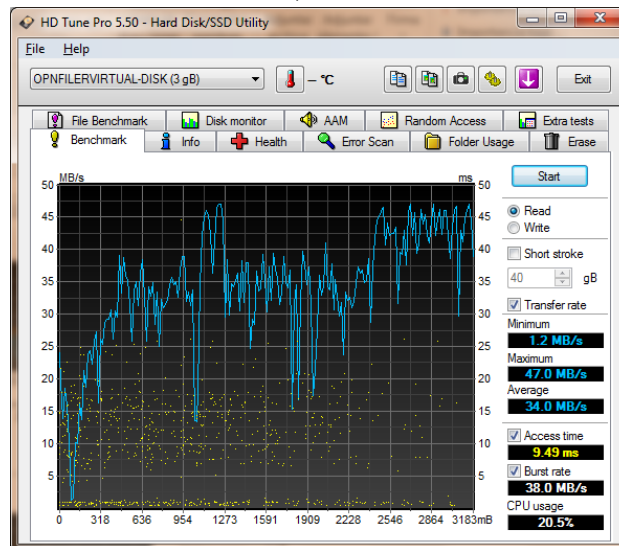 HD Tune Pro 5.50 - Hard Disk/SSD Utility
File Help
OPNFILERVIRTUAL-DISK (3 gB) – °C Exit
File Benchmark Disk monitor AAM Random Access Extra tests
Benchmark Info Health Error Scan Folder Usage Erase
MB/s ms
50 50
45 45
40 40
35 35
30 30
25 25
20 20
15 15
10 10
5 5
0 318 636 954 1273 1591 1909 2228 2546 2864 3183mB
Start
Read
Write
Short stroke
40 gB
Transfer rate
Minimum
1.2 MB/s
Maximum
47.0 MB/s
Average
34.0 MB/s
Access time
9.49 ms
Burst rate
38.0 MB/s
CPU usage
20.5%